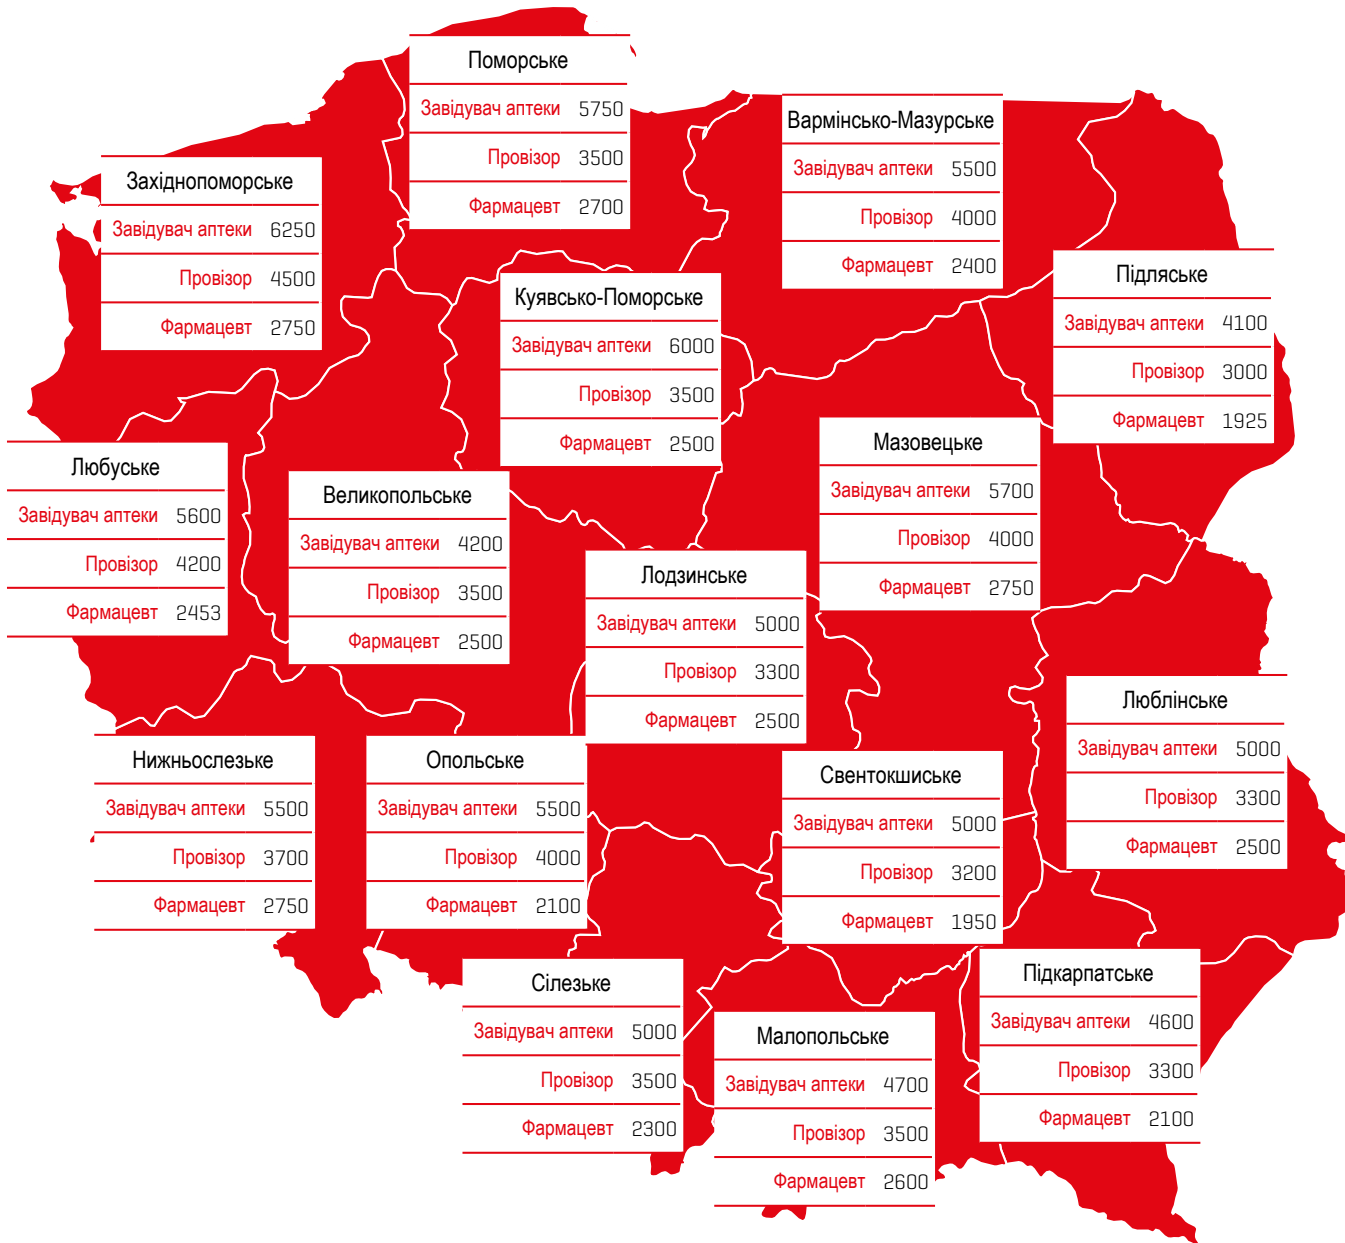 Поморське
Завідувач аптеки 5750
Провізор 3500
Фармацевт 2700
Вармінсько-Мазурське
Завідувач аптеки 5500
Провізор 4000
Фармацевт 2400
Західнопоморське
Завідувач аптеки 6250
Провізор 4500
Фармацевт 2750
Підляське
Завідувач аптеки 4100
Провізор 3000
Фармацевт 1925
Куявсько-Поморське
Завідувач аптеки 6000
Провізор 3500
Фармацевт 2500
Мазовецьке
Завідувач аптеки 5700
Провізор 4000
Фармацевт 2750
Любуське
Завідувач аптеки 5600
Провізор 4200
Фармацевт 2453
Великопольське
Завідувач аптеки 4200
Провізор 3500
Фармацевт 2500
Лодзинське
Завідувач аптеки 5000
Провізор 3300
Фармацевт 2500
Люблінське
Завідувач аптеки 5000
Провізор 3300
Фармацевт 2500
Нижньослезьке
Завідувач аптеки 5500
Провізор 3700
Фармацевт 2750
Опольське
Завідувач аптеки 5500
Провізор 4000
Фармацевт 2100
Свентокшиське
Завідувач аптеки 5000
Провізор 3200
Фармацевт 1950
Сілезьке
Завідувач аптеки 5000
Провізор 3500
Фармацевт 2300
Малопольське
Завідувач аптеки 4700
Провізор 3500
Фармацевт 2600
Підкарпатське
Завідувач аптеки 4600
Провізор 3300
Фармацевт 2100